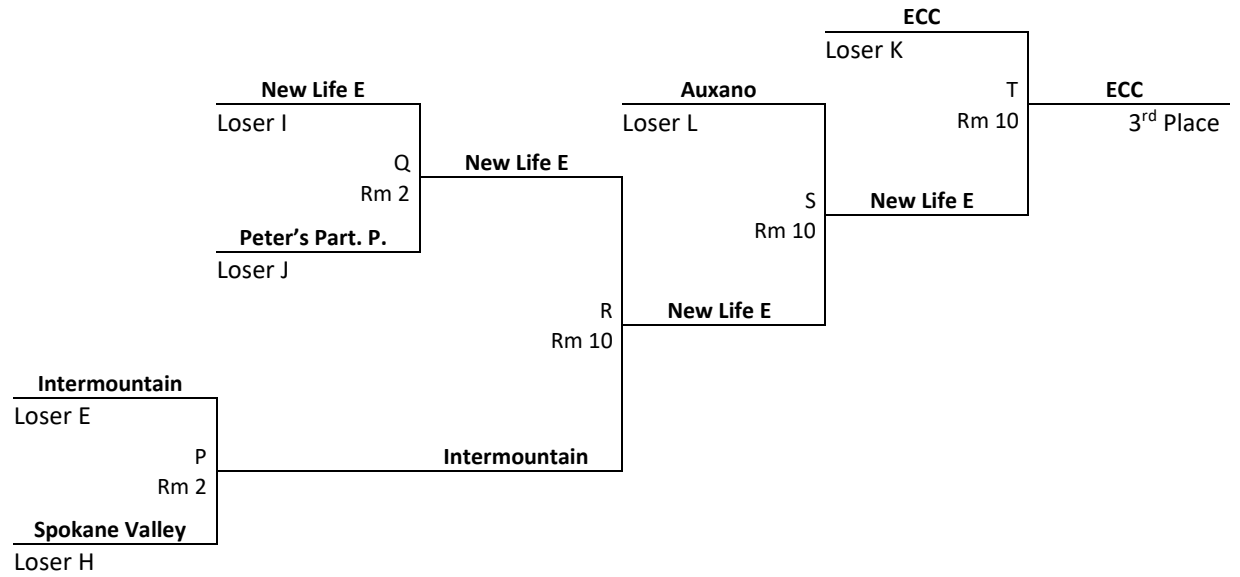 ECC
Loser K
New Life E
Auxano
T
ECC
Loser I
Loser L
Rm 10
3rd Place
Q
New Life E
Rm 2
S
New Life E
Rm 10
Peter's Part. P.
Loser J
R
New Life E
Rm 10
Intermountain
Loser E
P
Intermountain
Rm 2
Spokane Valley
Loser H